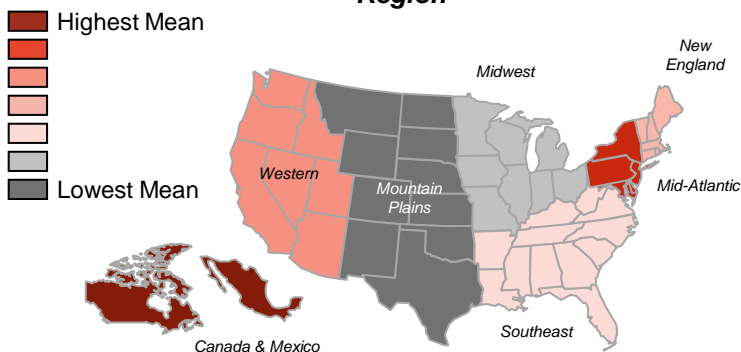 Region
Highest Mean
New
England
Midwest
Western
Mountain
Plains
Mid-Atlantic
Lowest Mean
Southeast
Canada & Mexico